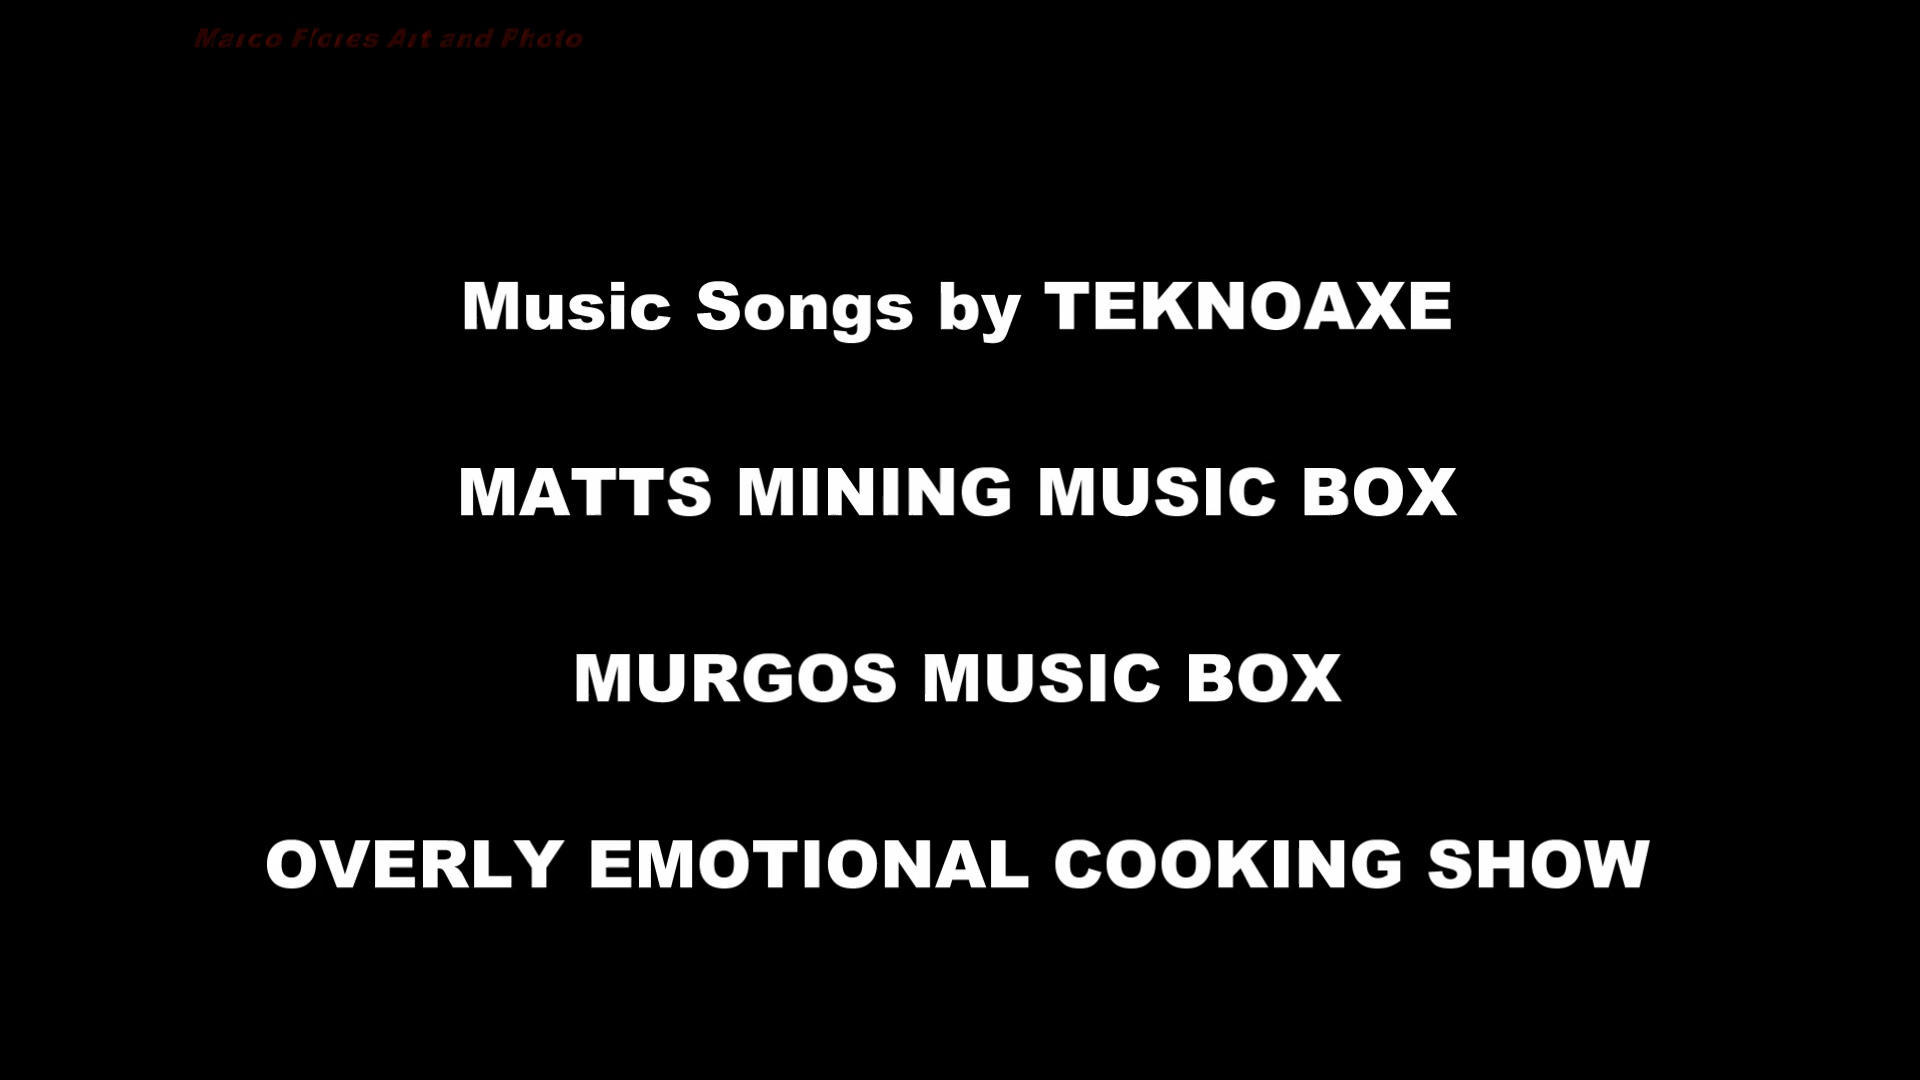 Marco Flores Art and Photo
Music Songs by TEKNOAXE
MATTS MINING MUSIC BOX
MURGOS MUSIC BOX
OVERLY EMOTIONAL COOKING SHOW